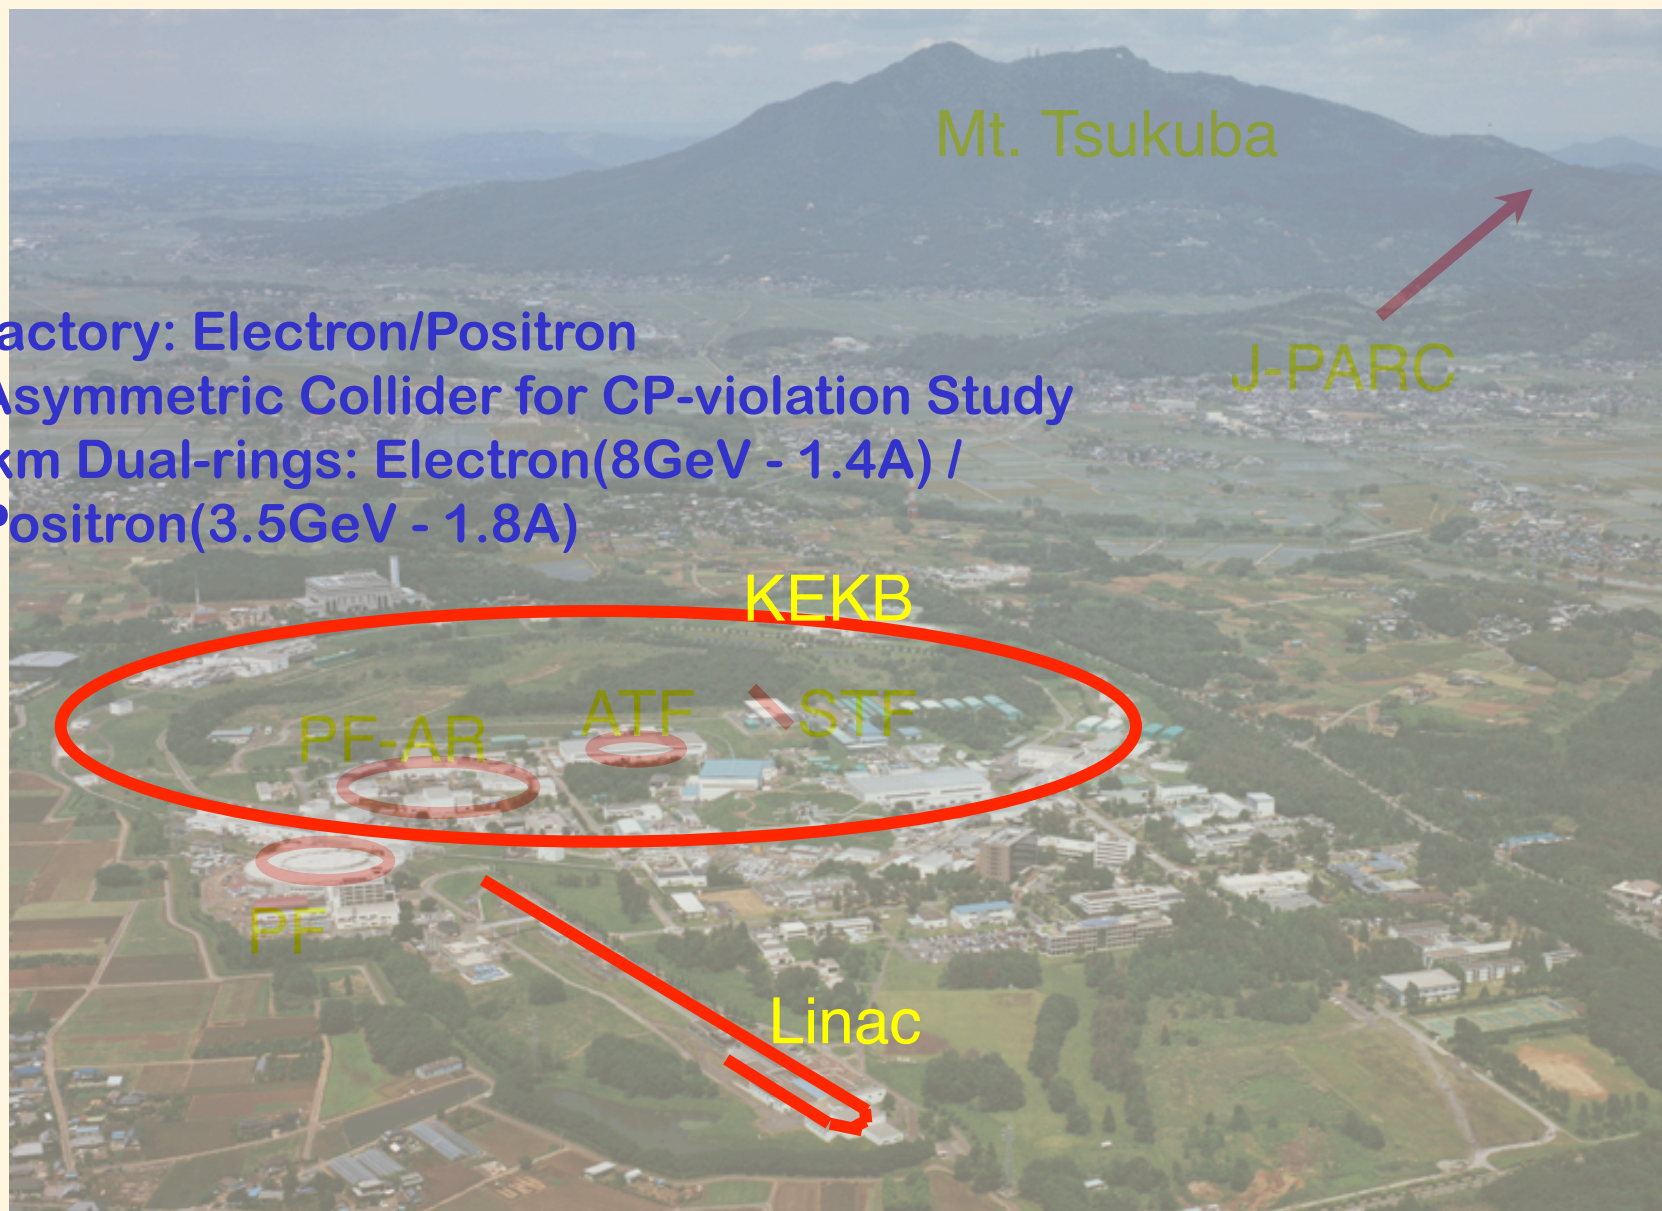 Mt. Tsukuba
actory: Electron/Positron
J-PARC
Asymmetric Collider for CP-violation Study
km Dual-rings: Electron(8GeV - 1.4A) /
Positron(3.5GeV - 1.8A)
KEKB
ATF
STF
PF-AR
PF
Linac